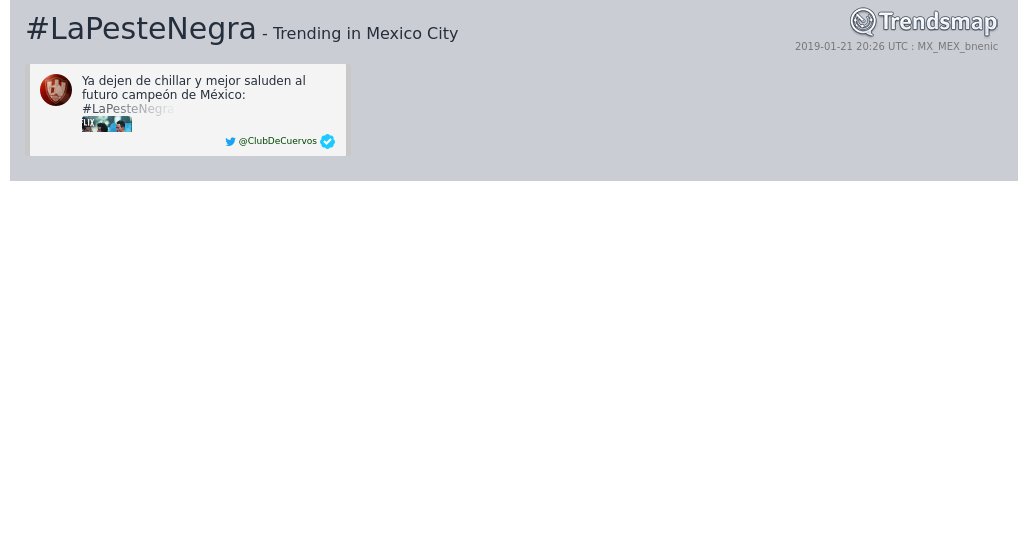 #LaPesteNegra - Trending in Mexico City
Trendsmap
2019-01-21 20:26 UTC : MX_MEX_bnenic
Ya dejen de chillar y mejor saluden al
futuro campeón de México:
#LaPesteNegra
LIX
@ClubDeCuervos